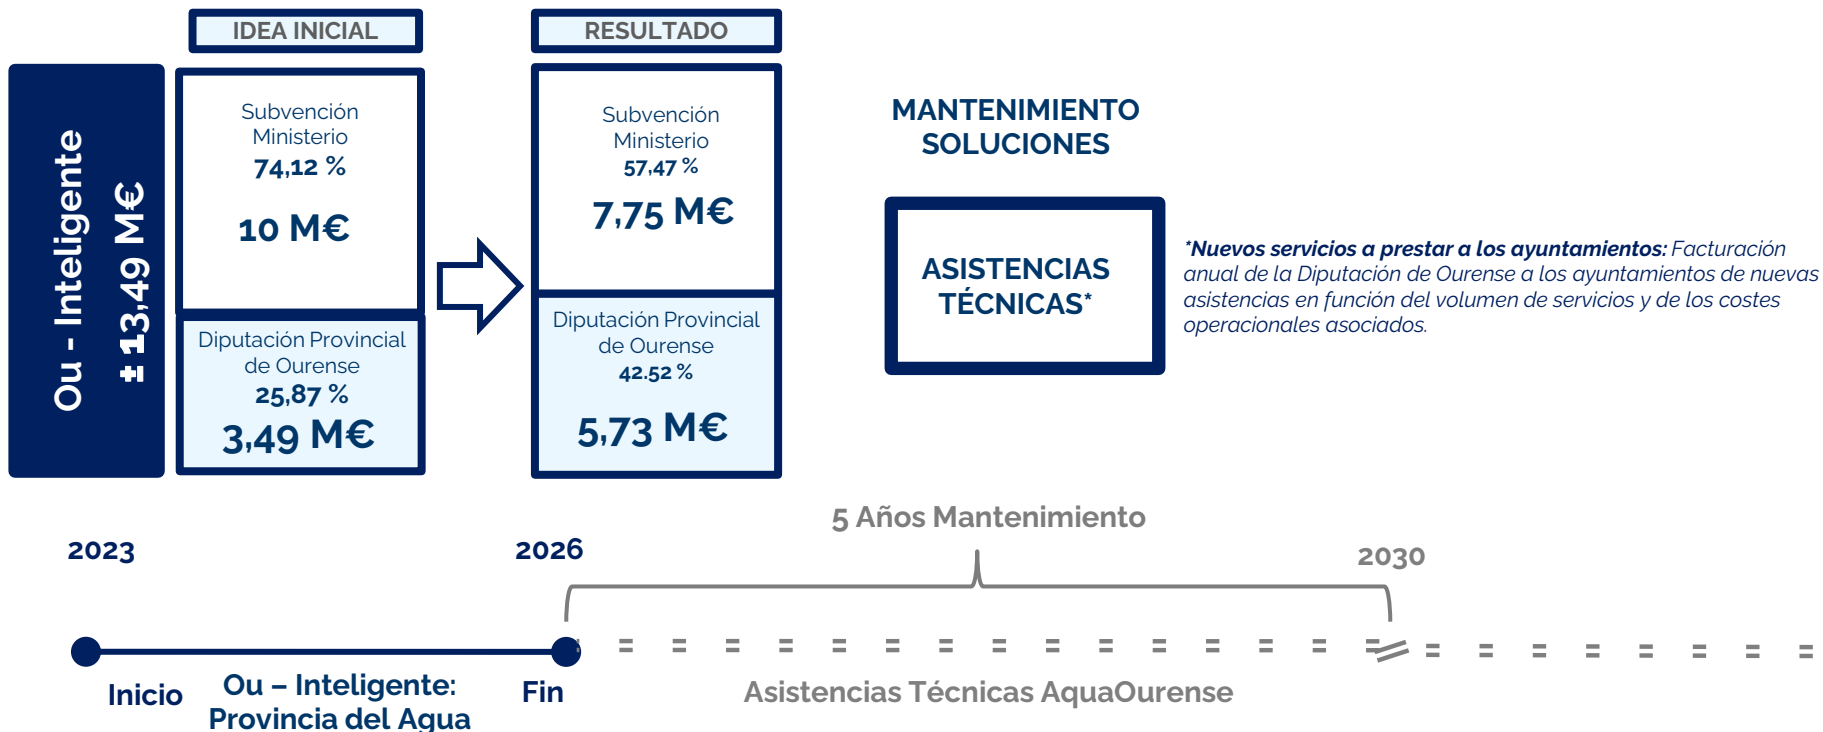 IDEA INICIAL
RESULTADO
Ou - Inteligente
± 13,49 M€
Subvención
Ministerio
74,12 %
10 M€
Diputación Provincial
de Ourense
25,87 %
3,49 M€
Subvención
Ministerio
57,47 %
7,75 M€
Diputación Provincial
de Ourense
42.52 %
5,73 M€
MANTENIMIENTO
SOLUCIONES
ASISTENCIAS
TÉCNICAS*
*Nuevos servicios a prestar a los ayuntamientos: Facturación
anual de la Diputación de Ourense a los ayuntamientos de nuevas
asistencias en función del volumen de servicios y de los costes
operacionales asociados.
5 Años Mantenimiento
2023
2026
2030
Inicio
Ou – Inteligente:
Provincia del Agua
Fin
Asistencias Técnicas AquaOurense